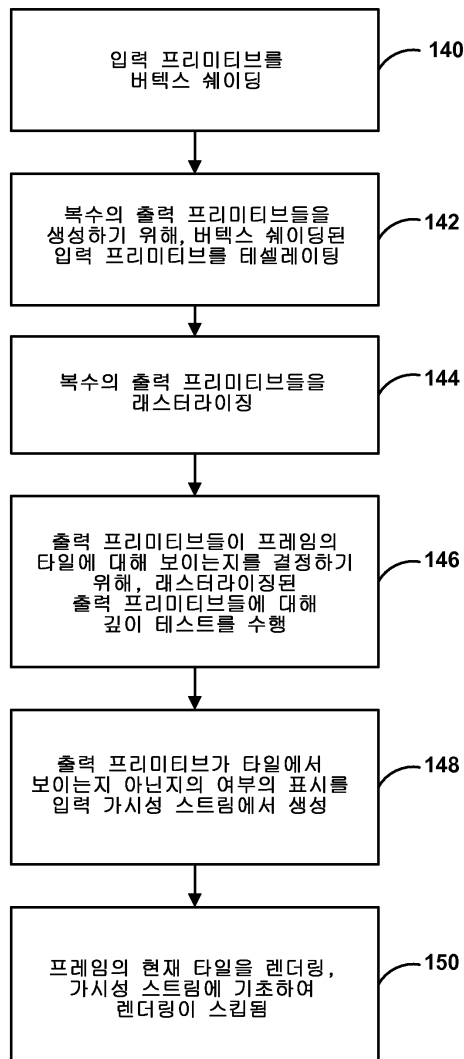 입력 프리미티브를
버텍스 쉐이딩
140
복수의 출력 프리미티브들을
생성하기 위해, 버텍스 쉐이딩된
입력 프리미티브를 테셀레이팅
142
복수의 출력 프리미티브들을
래스터라이징
144
출력 프리미티브들이 프레임의
타일에 대해 보이는지를 결정하기
위해, 래스터라이징된
출력 프리미티브들에 대해
깊이 테스트를 수행
146
출력 프리미티브가 타일에서
보이는지 아닌지의 여부의 표시를
입력 가시성 스트림에서 생성
148
프레임의 현재 타일을 렌더링,
가시성 스트림에 기초하여
렌더링이 스킵됨
150